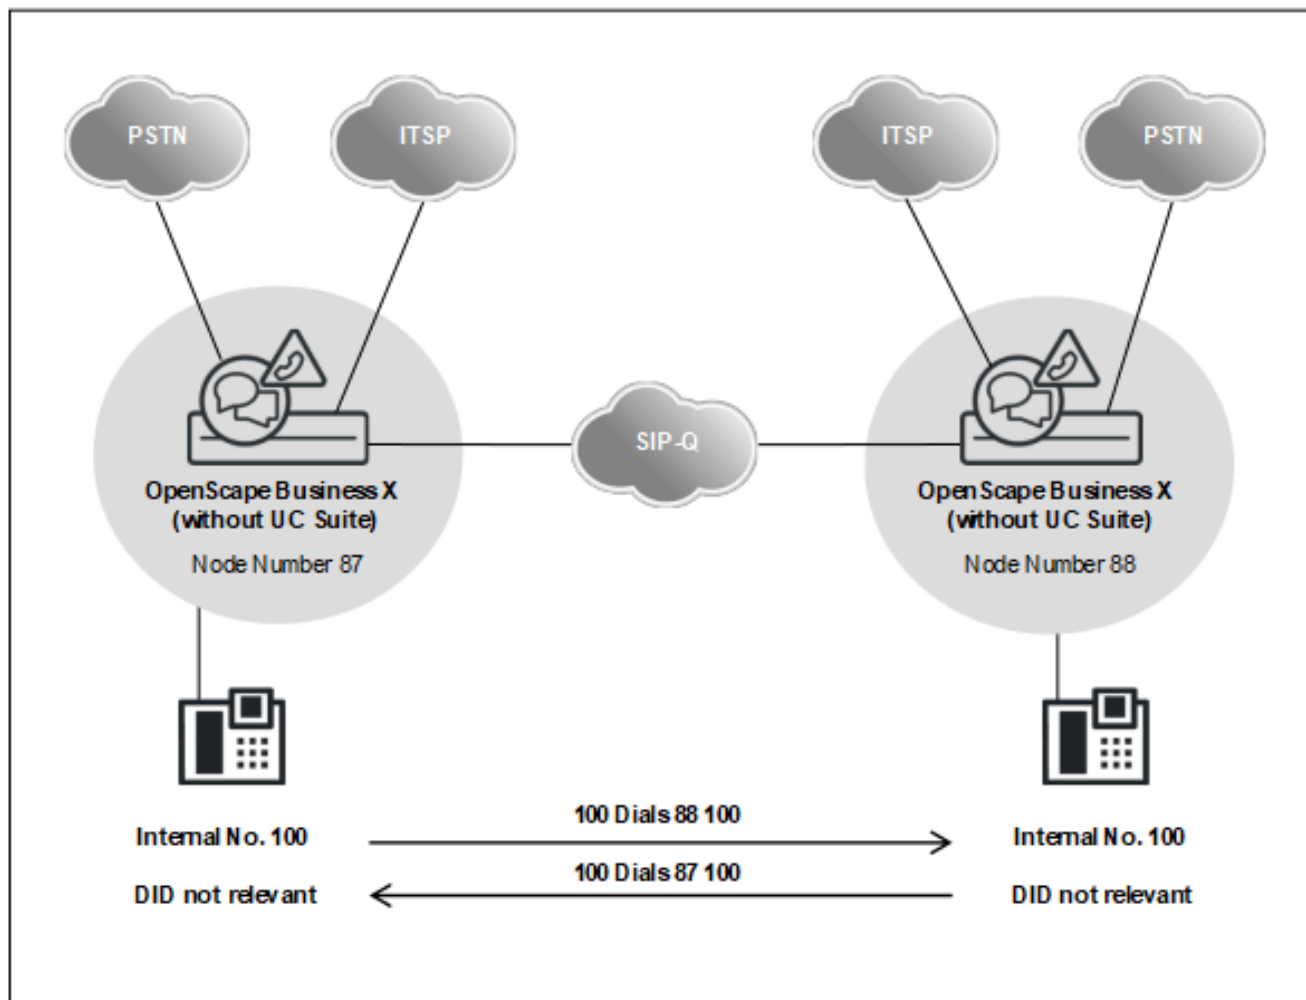 PSTN
ITSP
ITSP
PSTN
SIP-Q
OpenScape Business X
(without UC Suite)
Node Number 87
OpenScape Business X
(without UC Suite)
Node Number 88
100 Dials 88 100
Internal No. 100
Internal No. 100
100 Dials 87 100
DID not relevant
DID not relevant